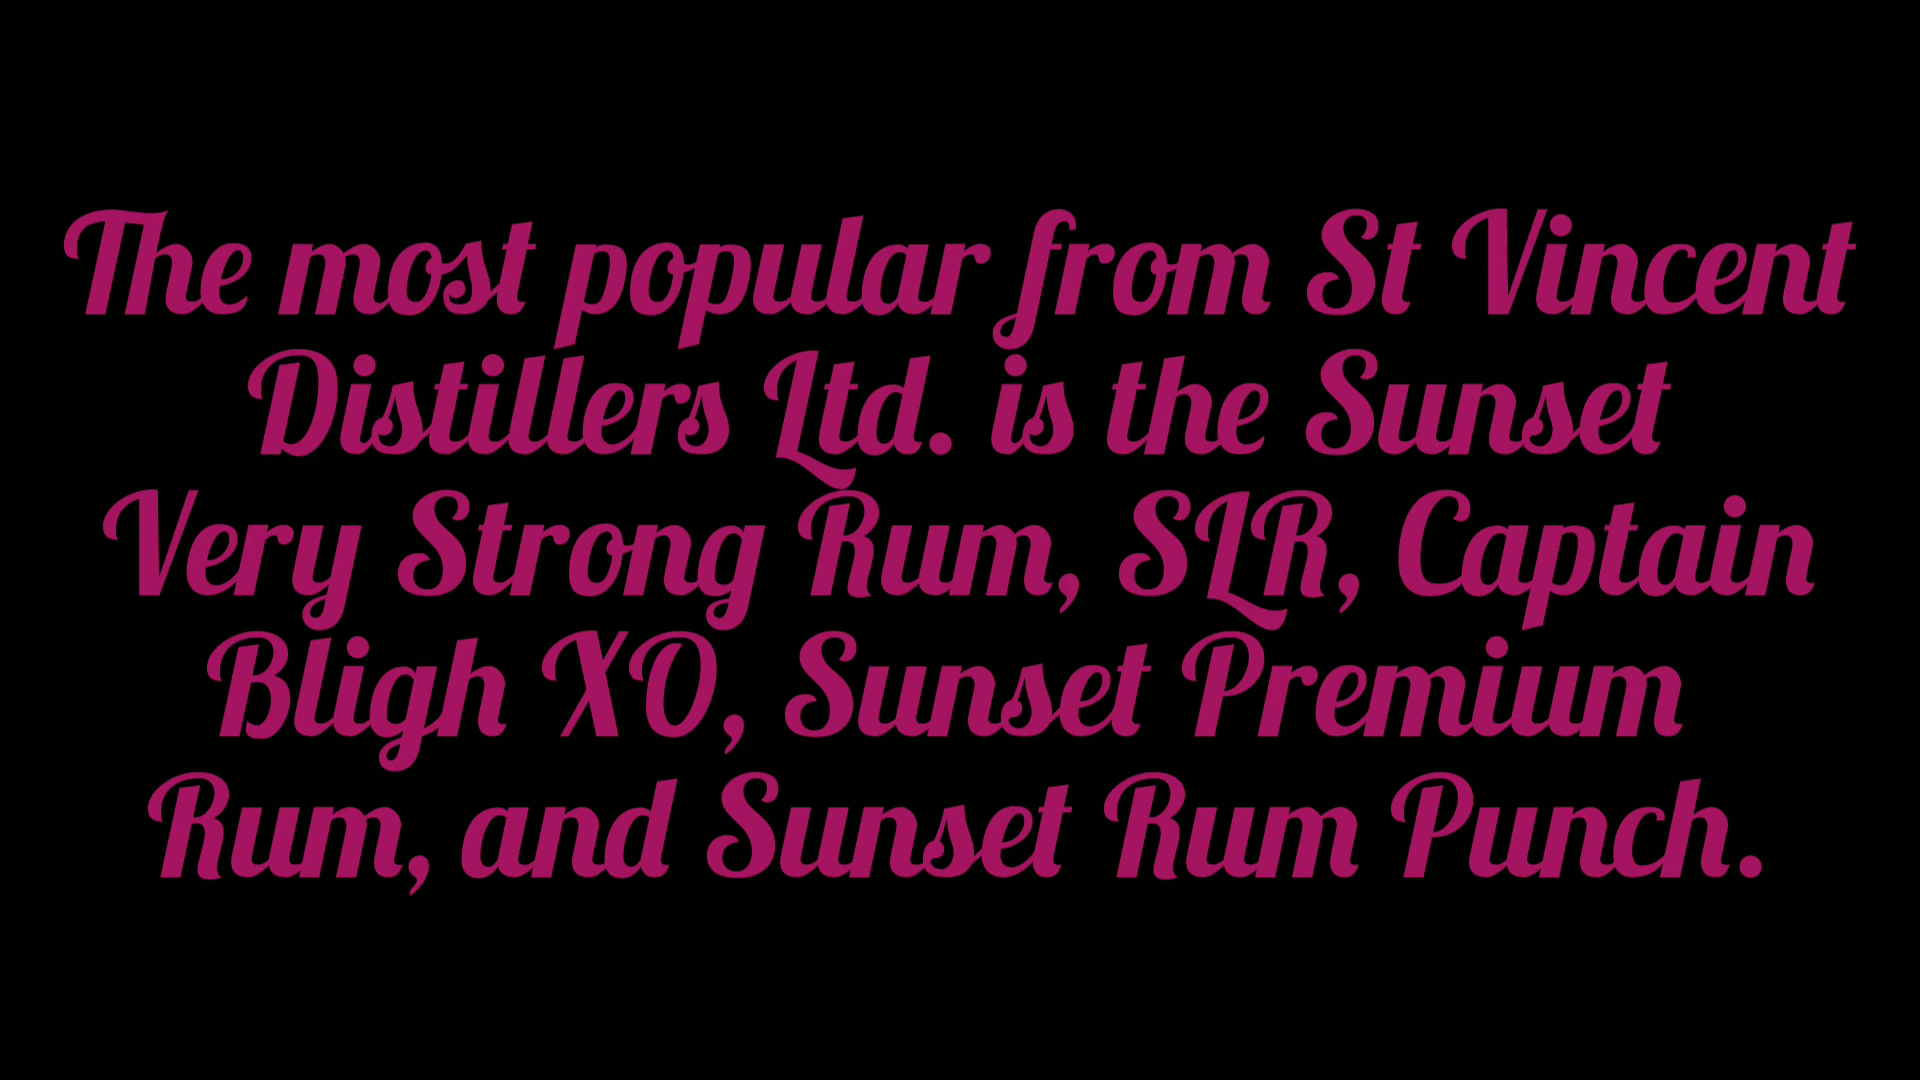 The most popular from St Vincent
Distillers Ltd. is the Sunset
Very Strong Rum, SLR, Captain
Bligh XO, Sunset Premium
Rum, and Sunset Rum Punch.